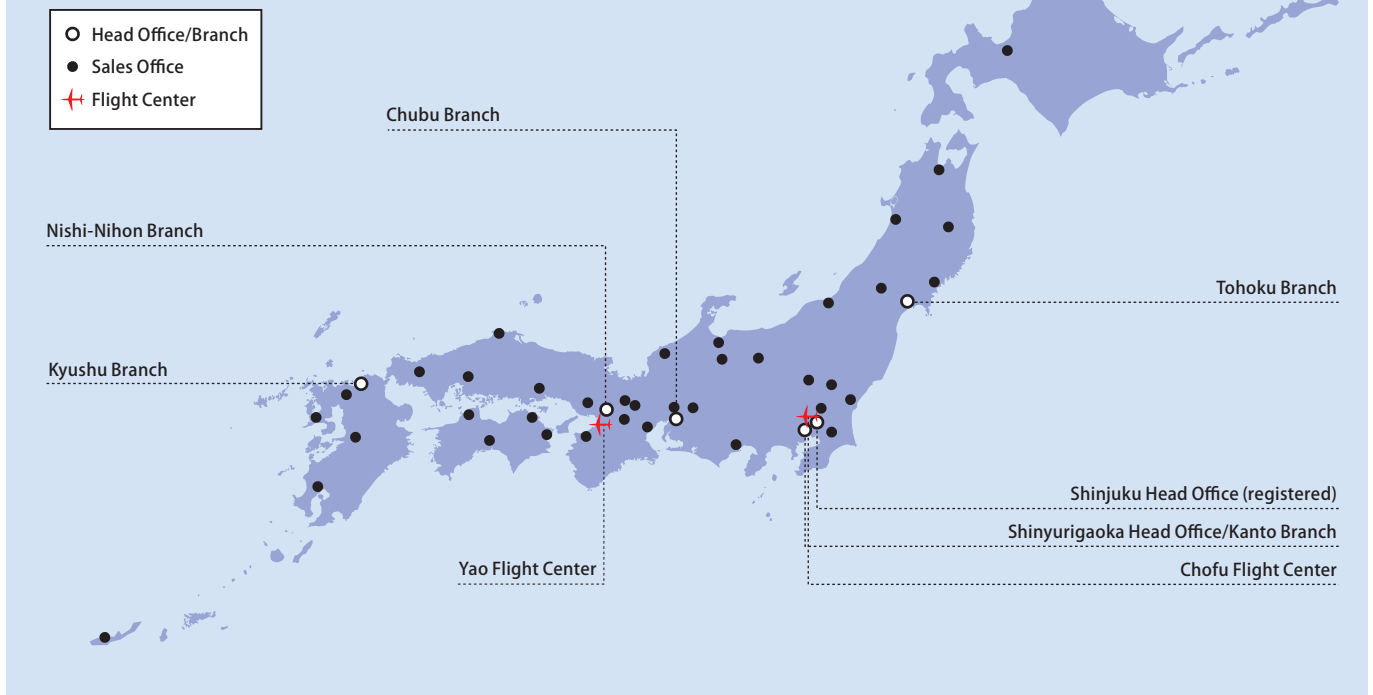 Head Office/Branch
Sales Office
Flight Center
Chubu Branch
Nishi-Nihon Branch
Tohoku Branch
Kyushu Branch
Shinjuku Head Office (registered)
Shinyurigaoka Head Office/Kanto Branch
Yao Flight Center
Chofu Flight Center